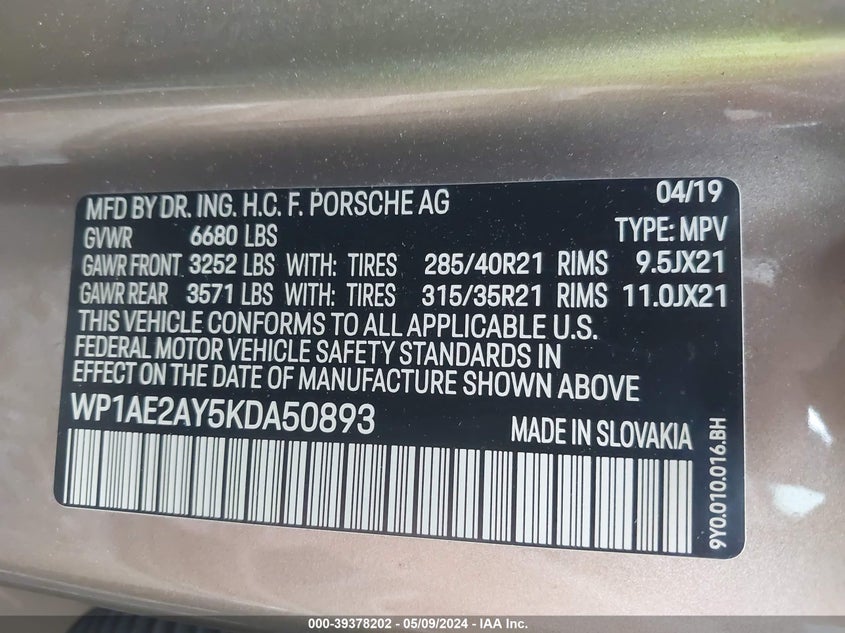 MFD BY DR. ING. H.C. F. PORSCHE AG 04/19
GVWR 6680 LBS TYPE: MPV
GAWR FRONT 3252 LBS WITH: TIRES 285/40R21 RIMS 9.5JX21
GAWR REAR 3571 LBS WITH: TIRES 315/35R21 RIMS 11.0JX21
THIS VEHICLE CONFORMS TO ALL APPLICABLE U.S.
FEDERAL MOTOR VEHICLE SAFETY STANDARDS IN
EFFECT ON THE DATE OF MANUFACTURE SHOWN ABOVE
WP1AE2AY5KDA50893 MADE IN SLOVAKIA
9Y0.010.016.BH
000-39378202 - 05/09/2024 - IAA Inc.